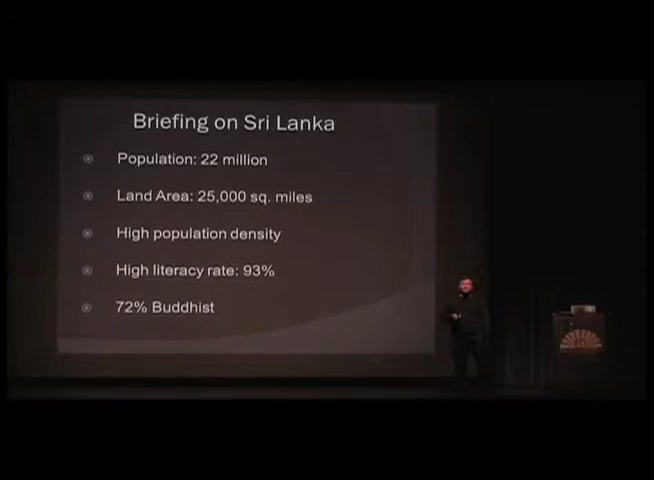 Briefing on Sri Lanka
Population: 22 million
Land Area: 25,000 sq. miles
High population density
High literacy rate: 93%
72% Buddhist